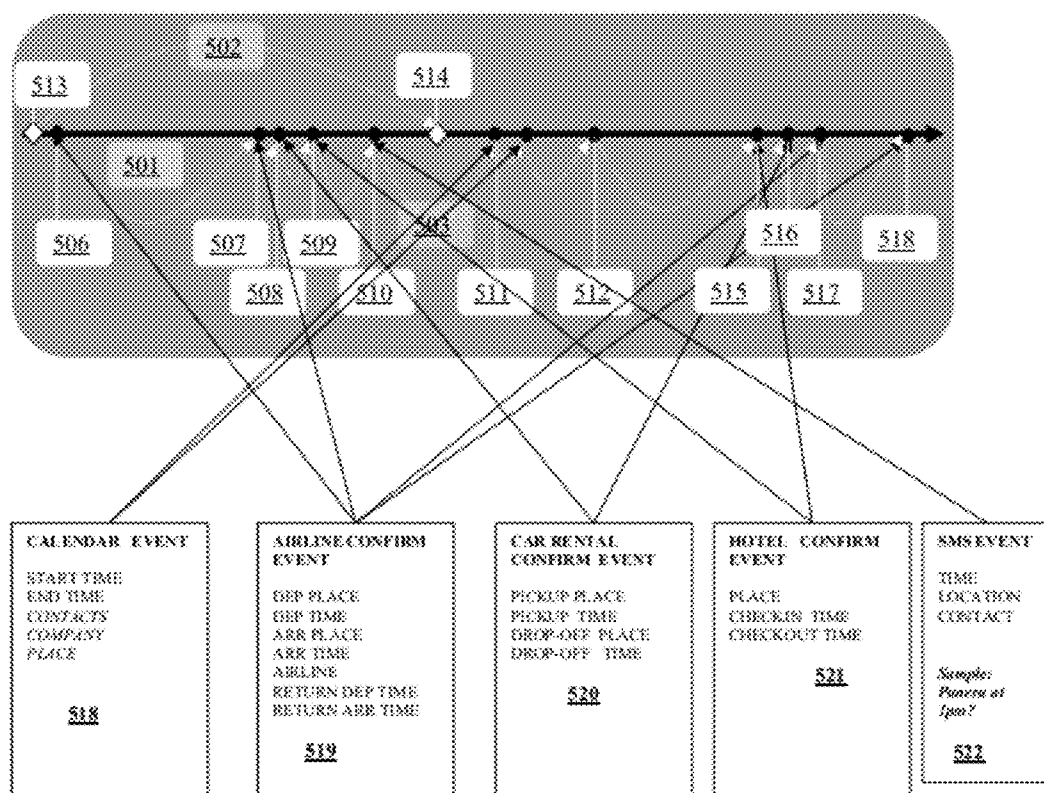 502
513
514
501
503
506
507
509
516
518
508
510
511
512
515
517
CALENDAR EVENT
START TIME
END TIME
CONTACTS
COMPANY
PLACE
518
AIRLINE CONFIRM
EVENT
DEP PLACE
DEP TIME
ARR PLACE
ARR TIME
AIRLINE
RETURN DEP TIME
RETURN ARR TIME
519
CAR RENTAL
CONFIRM EVENT
PICKUP PLACE
PICKUP TIME
DROP-OFF PLACE
DROP-OFF TIME
520
HOTEL CONFIRM
EVENT
PLACE
CHECKIN TIME
CHECKOUT TIME
521
SMS EVENT
TIME
LOCATION
CONTACT
Sample:
Panera at
1pm?
522